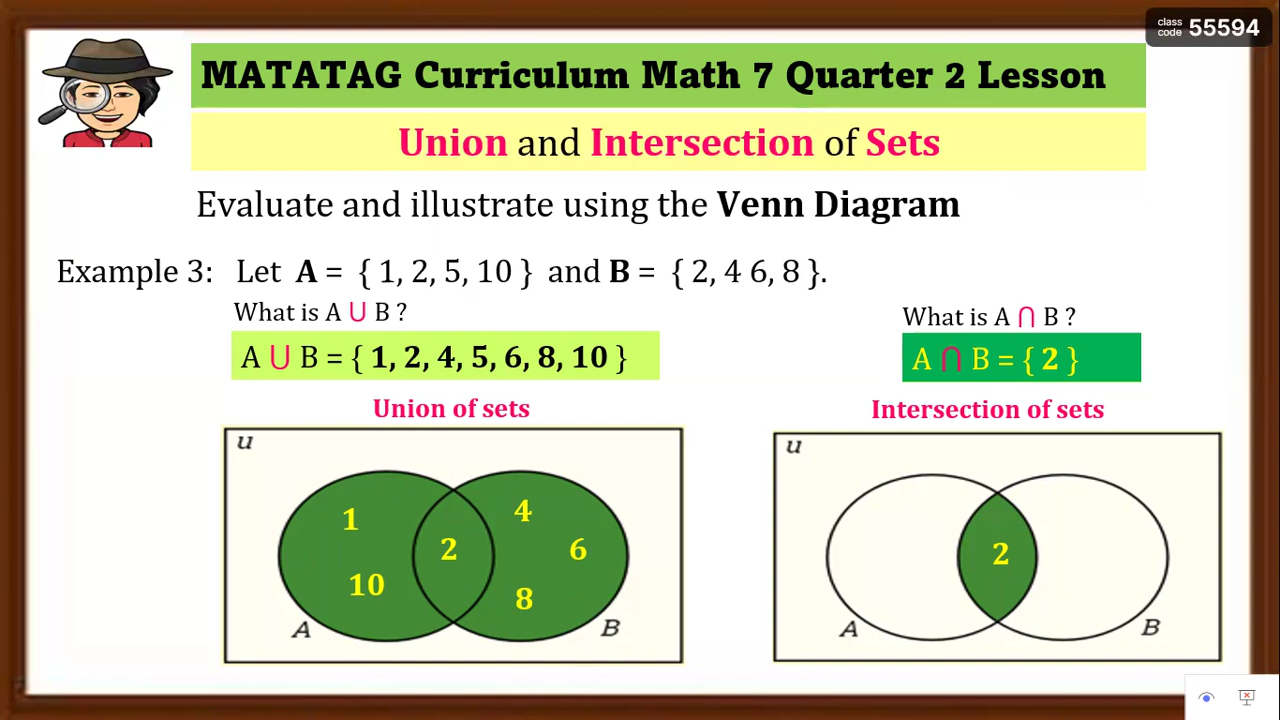 class code 55594
MATATAG Curriculum Math 7 Quarter 2 Lesson
Union and Intersection of Sets
Evaluate and illustrate using the Venn Diagram
Example 3: Let A = { 1, 2, 5, 10 } and B = { 2, 4 6, 8 }.
What is A ⋃ B ?
A ⋃ B = { 1, 2, 4, 5, 6, 8, 10 }
Union of sets
u
1
4
2
6
10
8
A
B
What is A ⋂ B ?
A ⋂ B = { 2 }
Intersection of sets
u
2
A
B